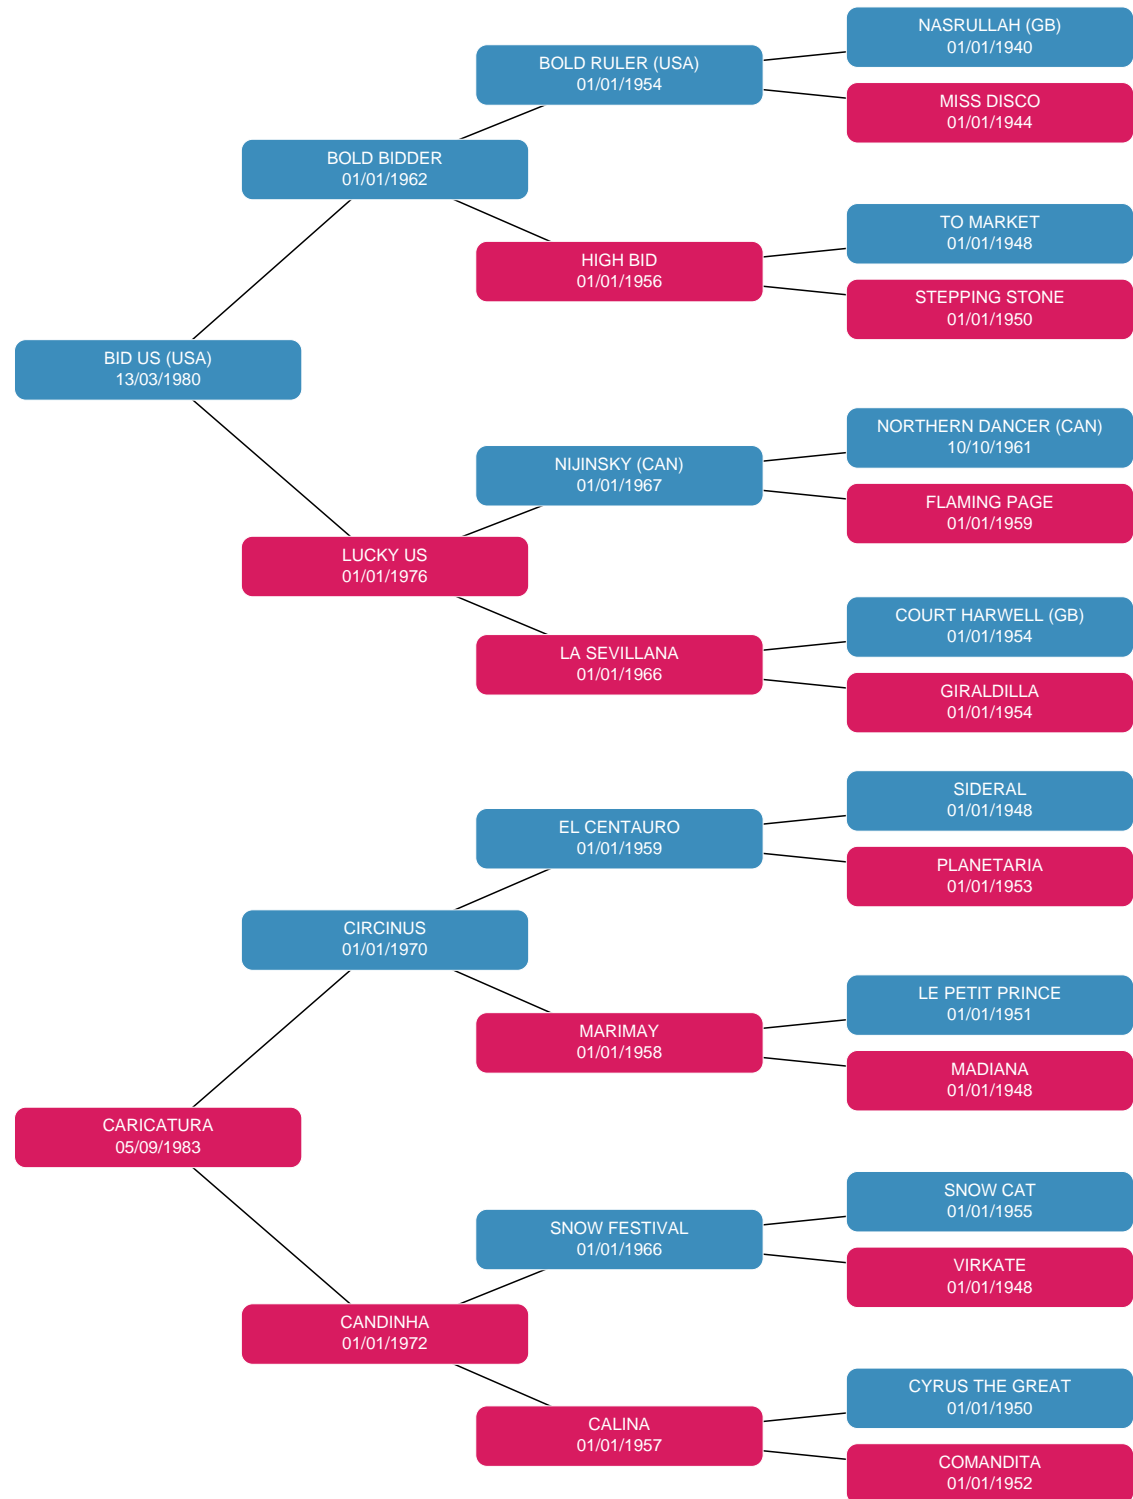 NASRULLAH (GB)
01/01/1940
BOLD RULER (USA)
01/01/1954
MISS DISCO
01/01/1944
BOLD BIDDER
01/01/1962
TO MARKET
01/01/1948
HIGH BID
01/01/1956
STEPPING STONE
01/01/1950
BID US (USA)
13/03/1980
NORTHERN DANCER (CAN)
10/10/1961
NIJINSKY (CAN)
01/01/1967
FLAMING PAGE
01/01/1959
LUCKY US
01/01/1976
COURT HARWELL (GB)
01/01/1954
LA SEVILLANA
01/01/1966
GIRALDILLA
01/01/1954
SIDERAL
01/01/1948
EL CENTAURO
01/01/1959
PLANETARIA
01/01/1953
CIRCINUS
01/01/1970
LE PETIT PRINCE
01/01/1951
MARIMAY
01/01/1958
MADIANA
01/01/1948
CARICATURA
05/09/1983
SNOW CAT
01/01/1955
SNOW FESTIVAL
01/01/1966
VIRKATE
01/01/1948
CANDINHA
01/01/1972
CYRUS THE GREAT
01/01/1950
CALINA
01/01/1957
COMANDITA
01/01/1952